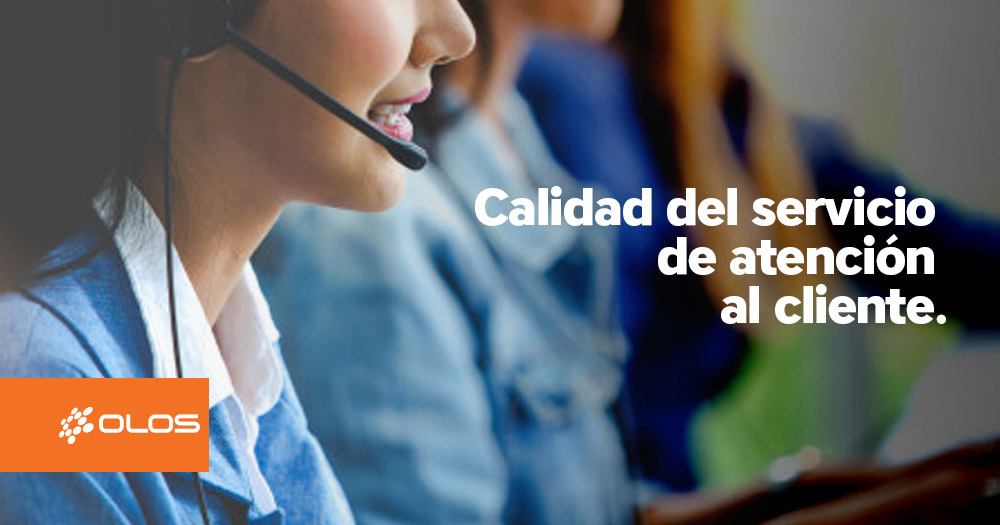 Calidad del servicio
de atención
al cliente.
OLOS